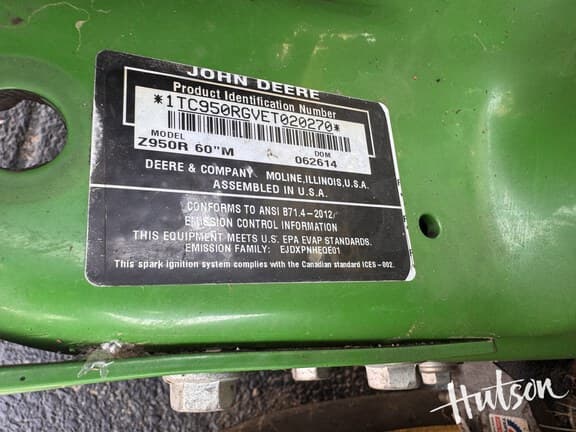 JOHN DEERE
Product Identification Number
*1TC950RGVET020270*
MODEL DOM
Z950R 60"M 062614
DEERE & COMPANY MOLINE,ILLINOIS,U.S.A.
ASSEMBLED IN U.S.A.
CONFORMS TO ANSI B71.4-2012
EMISSION CONTROL INFORMATION
THIS EQUIPMENT MEETS U.S. EPA EVAP STANDARDS.
EMISSION FAMILY: EJDXPNHEQE01
This spark ignition system complies with the Canadian standard ICES-002.
Hutson